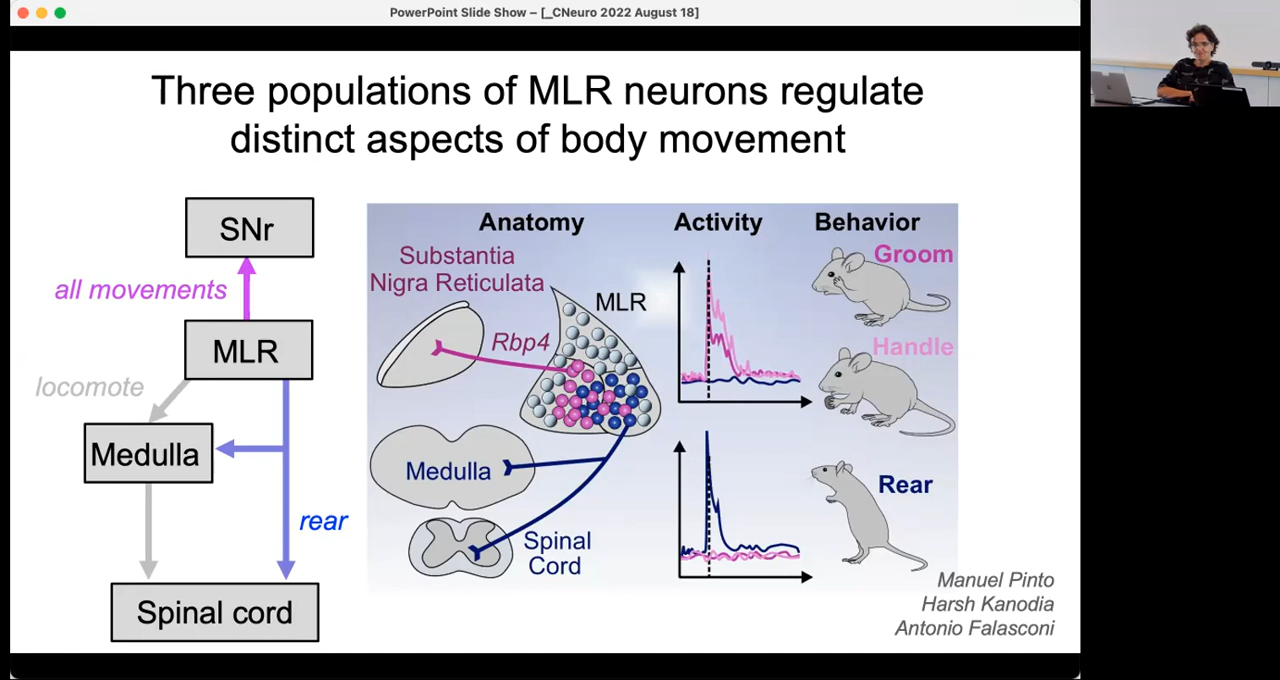 PowerPoint Slide Show – [_CNeuro 2022 August 18]
Three populations of MLR neurons regulate
distinct aspects of body movement
SNr
all movements
MLR
locomote
Medulla
rear
Spinal cord
Anatomy
Activity
Behavior
Substantia
Nigra Reticulata
MLR
Rbp4
Medulla
Spinal
Cord
Groom
Handle
Rear
Manuel Pinto
Harsh Kanodia
Antonio Falasconi